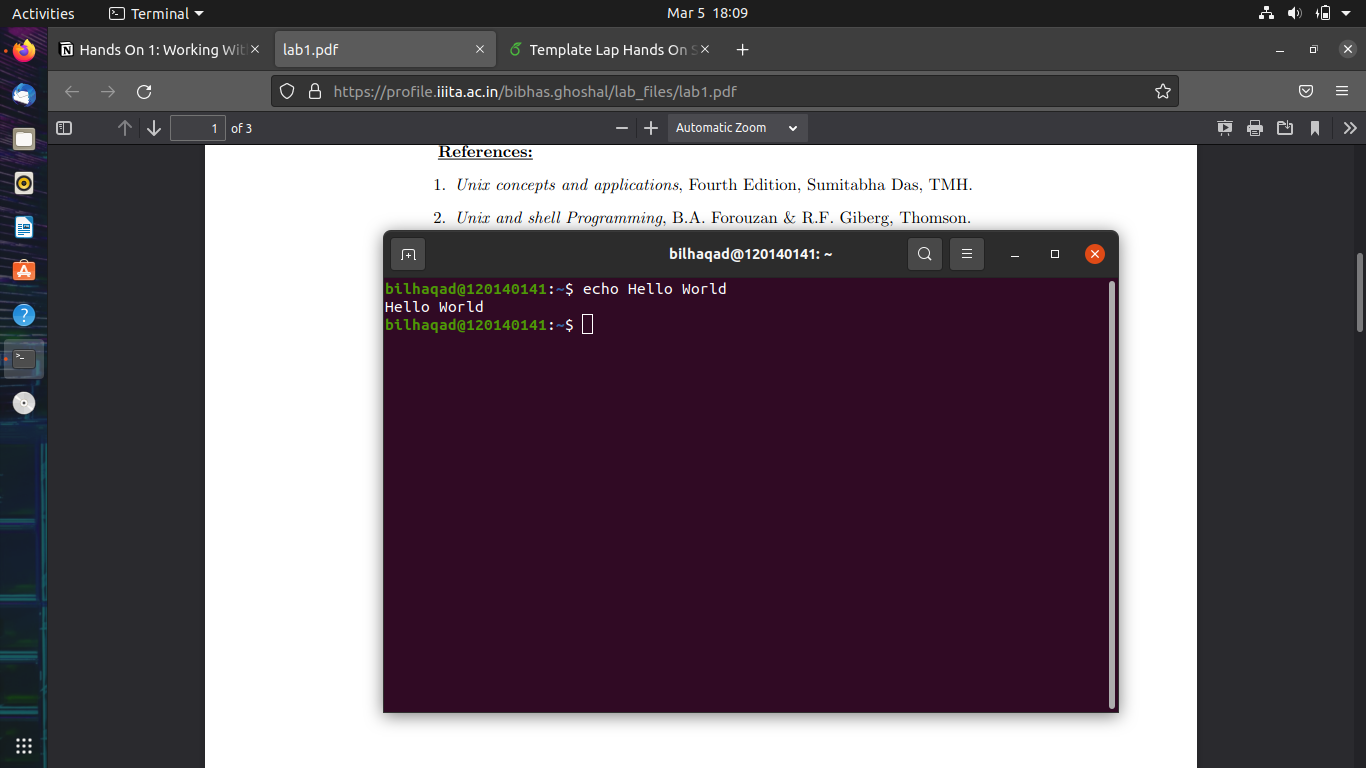 Activities
Terminal
Mar 5 18:09
Hands On 1: Working Wit
lab1.pdf
Template Lap Hands On S
https://profile.iiita.ac.in/bibhas.ghoshal/lab_files/lab1.pdf
1 of 3
Automatic Zoom
References:
1. Unix concepts and applications, Fourth Edition, Sumitabha Das, TMH.
2. Unix and shell Programming, B.A. Forouzan & R.F. Giberg, Thomson.
bilhaqad@120140141: ~
bilhaqad@120140141:~$ echo Hello World
Hello World
bilhaqad@120140141:~$